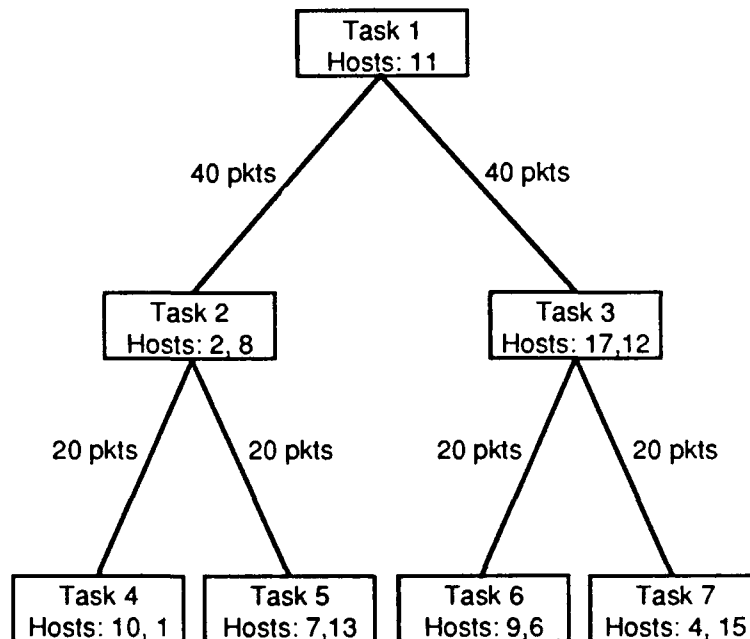 Task 1
Hosts: 11
40 pkts
40 pkts
Task 2
Hosts: 2, 8
Task 3
Hosts: 17,12
20 pkts
20 pkts
20 pkts
20 pkts
Task 4
Hosts: 10, 1
Task 5
Hosts: 7,13
Task 6
Hosts: 9,6
Task 7
Hosts: 4, 15